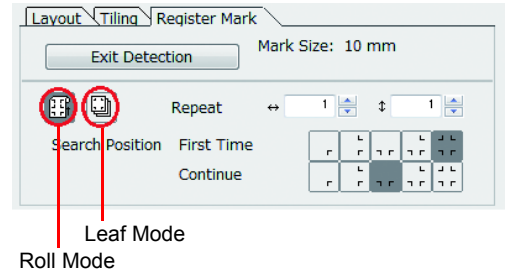 Layout Tiling Register Mark
Exit Detection Mark Size: 10 mm
Repeat 1 1
Search Position First Time
Continue
Leaf Mode
Roll Mode